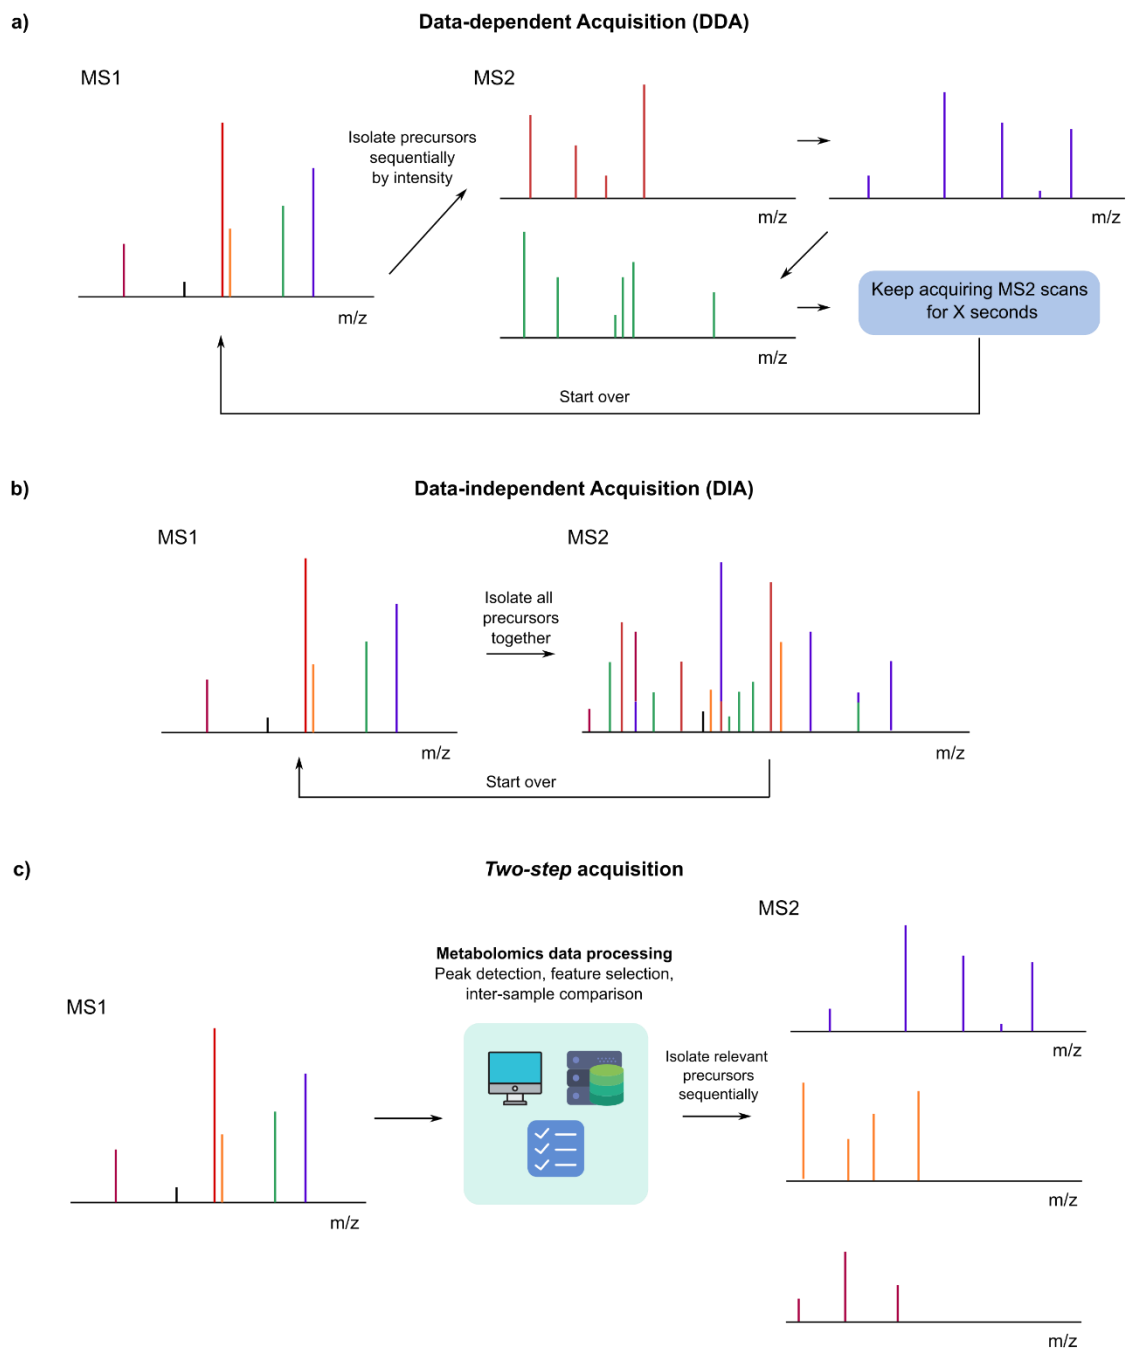 a)
Data-dependent Acquisition (DDA)
MS1
MS2
Isolate precursors
sequentially
by intensity
m/z
m/z
m/z
m/z
Keep acquiring MS2 scans
for X seconds
Start over
b)
Data-independent Acquisition (DIA)
MS1
MS2
Isolate all
precursors
together
m/z
m/z
Start over
c)
Two-step acquisition
MS2
Metabolomics data processing
Peak detection, feature selection,
inter-sample comparison
MS1
Isolate relevant
precursors
sequentially
m/z
m/z
m/z
m/z